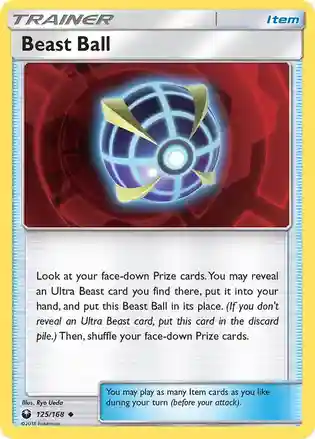 TRAINER
Item
Beast Ball
Look at your face-down Prize cards. You may reveal
an Ultra Beast card you find there, put it into your
hand, and put this Beast Ball in its place. (If you don't
reveal an Ultra Beast card, put this card in the discard
pile.) Then, shuffle your face-down Prize cards.
Illus. Ryo Ueda
125/168
©2018 Pokémon
You may play as many Item cards as you like
during your turn (before your attack).